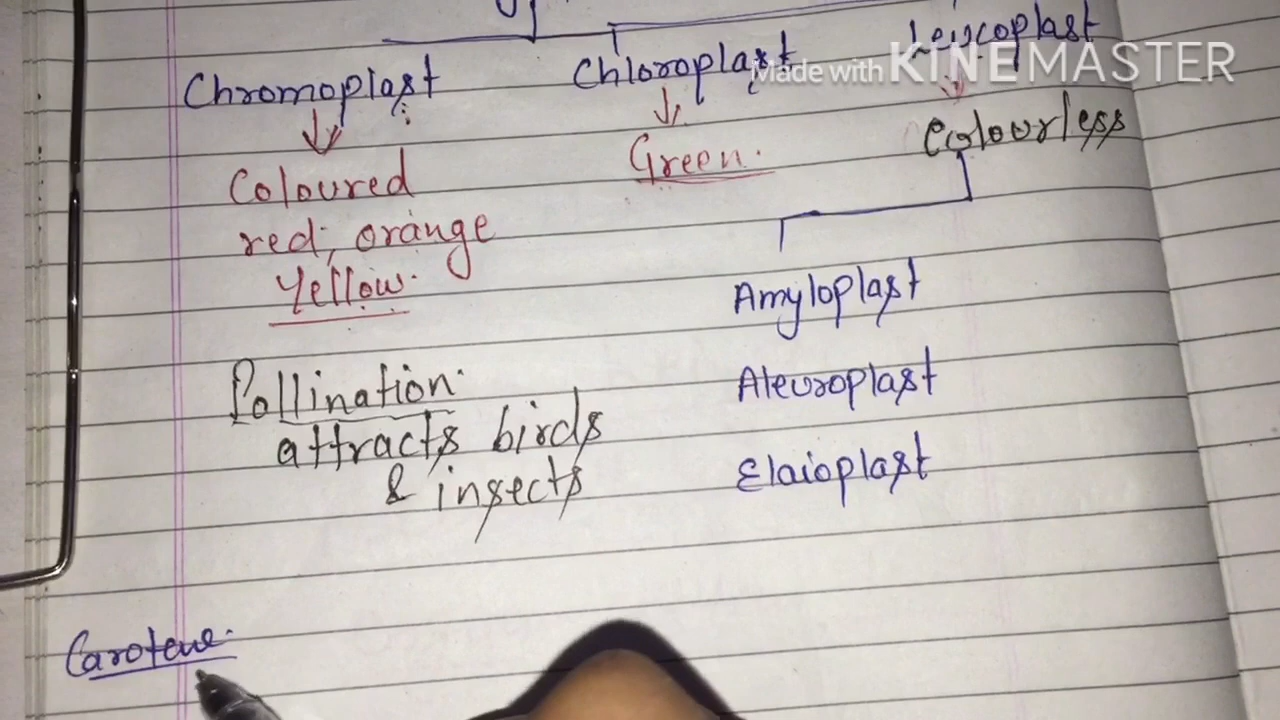 Chromoplast
Chloroplast
Leucoplast
Made with KINEMASTER
Coloured
red, orange
Yellow.
Green.
Colourless
Pollination.
attracts birds
& insects
Amyloplast
Aleuroplast
Elaioplast
Carotene.